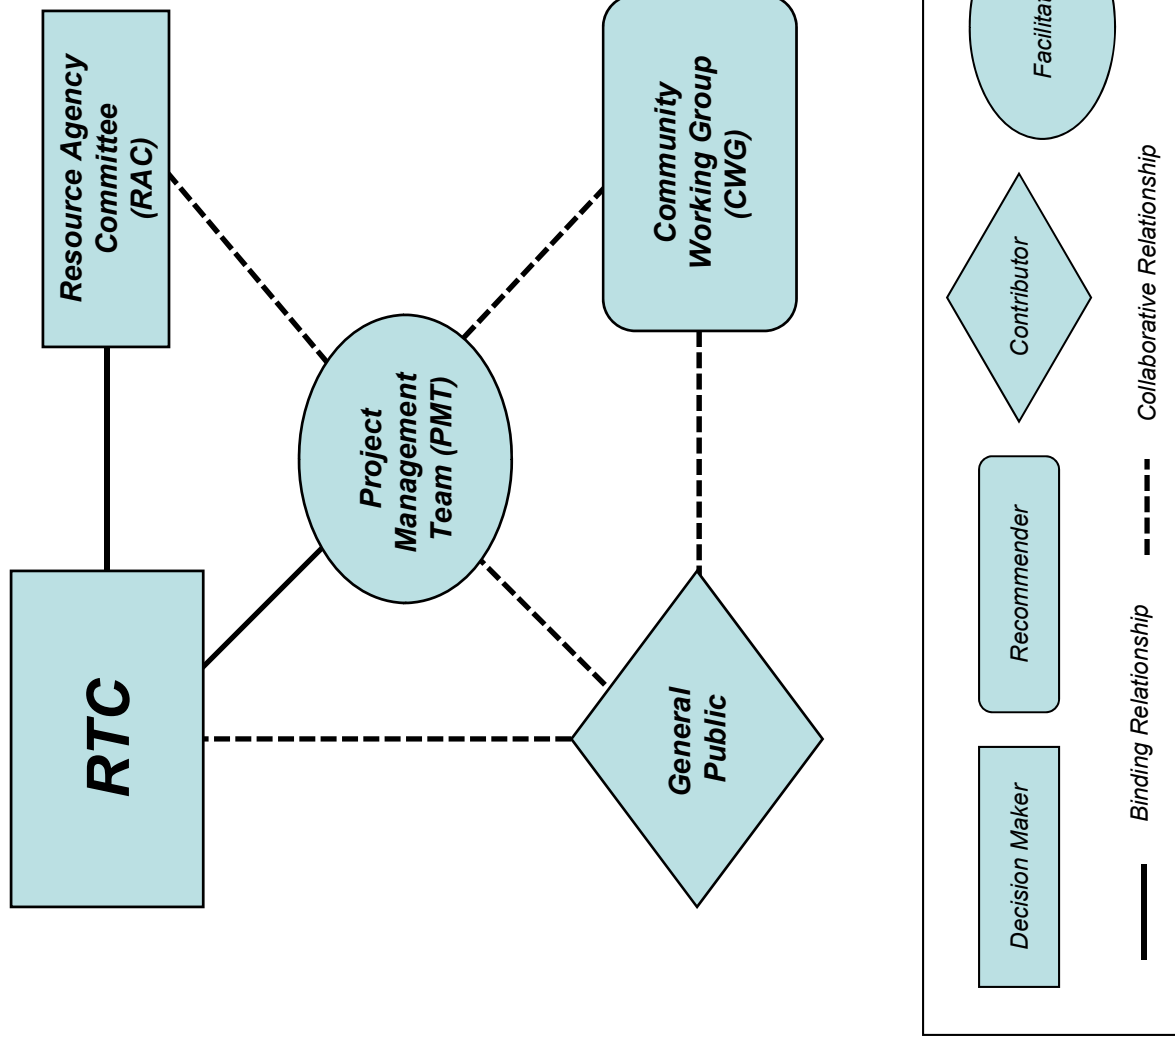 RTC
Resource Agency
Committee
(RAC)
Project
Management
Team (PMT)
General
Public
Community
Working Group
(CWG)
Decision Maker
Recommender
Contributor
Facilitat
Binding Relationship
Collaborative Relationship